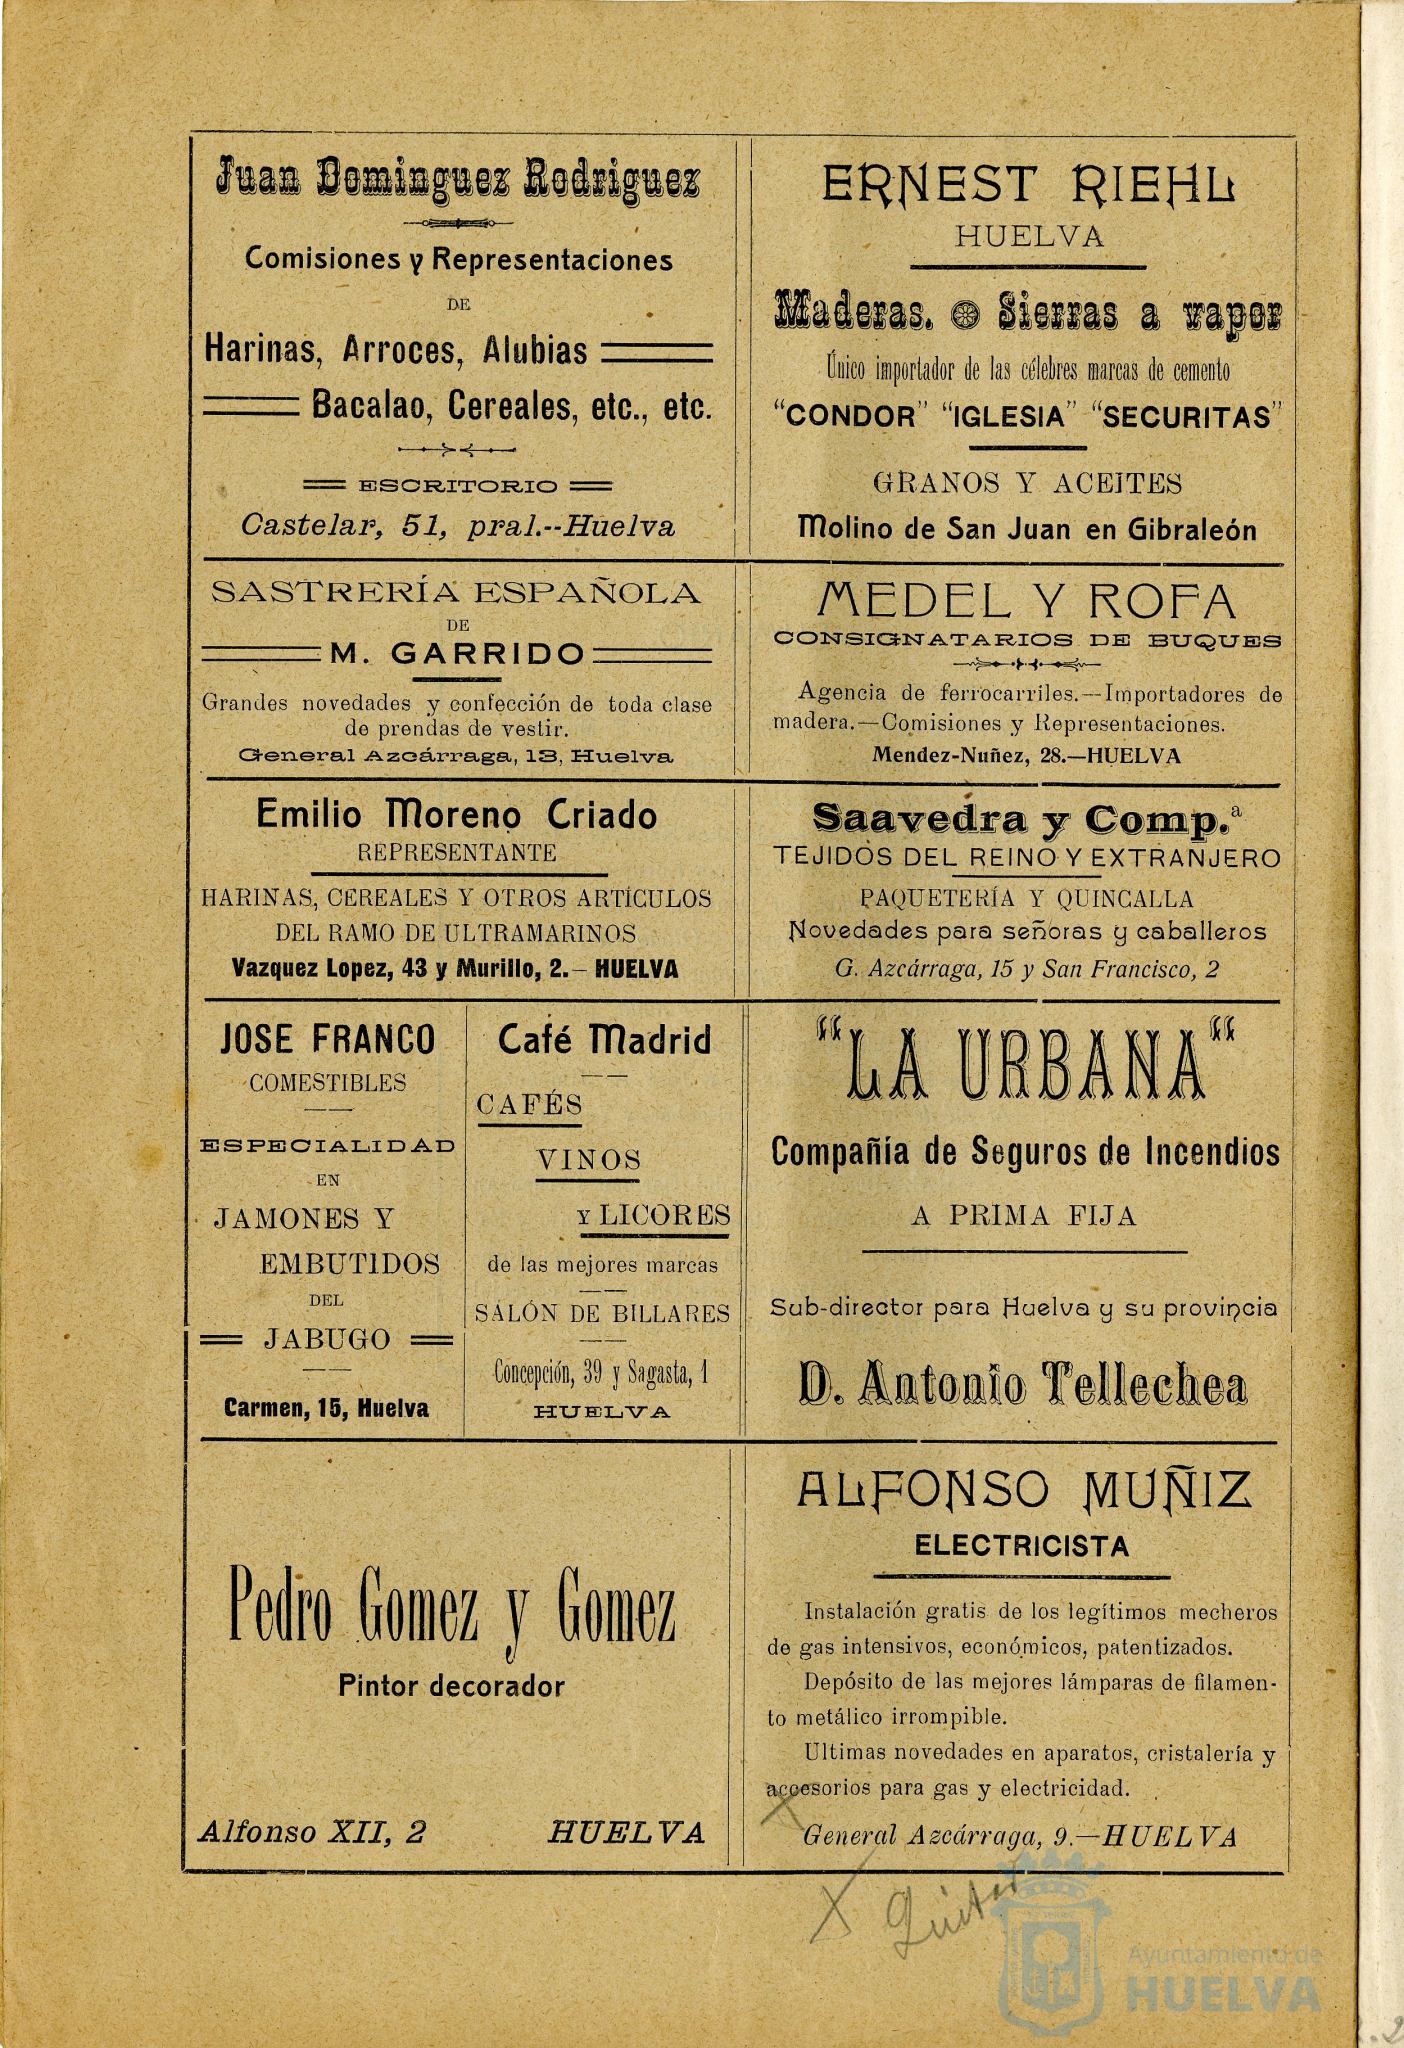 Juan Dominguez Rodriguez
Comisiones y Representaciones
DE
Harinas, Arroces, Alubias
Bacalao, Cereales, etc., etc.
ESCRITORIO
Castelar, 51, pral.--Huelva
ERNEST RIEHL
HUELVA
Maderas. Sierras a vapor
Único importador de las célebres marcas de cemento
"CONDOR" "IGLESIA" "SECURITAS"
GRANOS Y ACEITES
Molino de San Juan en Gibraleón
SASTRERÍA ESPAÑOLA
DE
M. GARRIDO
Grandes novedades y confección de toda clase
de prendas de vestir.
General Azcárraga, 13, Huelva
MEDEL Y ROFA
CONSIGNATARIOS DE BUQUES
Agencia de ferrocarriles.—Importadores de
madera.—Comisiones y Representaciones.
Mendez-Nuñez, 28.—HUELVA
Emilio Moreno Criado
REPRESENTANTE
HARINAS, CEREALES Y OTROS ARTÍCULOS
DEL RAMO DE ULTRAMARINOS
Vazquez Lopez, 43 y Murillo, 2.—HUELVA
Saavedra y Comp.ª
TEJIDOS DEL REINO Y EXTRANJERO
PAQUETERÍA Y QUINCALLA
Novedades para señoras y caballeros
G. Azcárraga, 15 y San Francisco, 2
JOSE FRANCO
COMESTIBLES
ESPECIALIDAD
EN
JAMONES Y
EMBUTIDOS
DEL
JABUGO
Carmen, 15, Huelva
Café Madrid
CAFÉS
VINOS
Y LICORES
de las mejores marcas
SALÓN DE BILLARES
Concepción, 39 y Sagasta, 1
HUELVA
"LA URBANA"
Compañía de Seguros de Incendios
A PRIMA FIJA
Sub-director para Huelva y su provincia
D. Antonio Tellechea
Pedro Gomez y Gomez
Pintor decorador
Alfonso XII, 2 HUELVA
ALFONSO MUÑIZ
ELECTRICISTA
Instalación gratis de los legítimos mecheros
de gas intensivos, económicos, patentizados.
Depósito de las mejores lámparas de filamen-
to metálico irrompible.
Ultimas novedades en aparatos, cristalería y
accesorios para gas y electricidad.
General Azcárraga, 9.—HUELVA
X Quitar
Ayuntamiento de
HUELVA